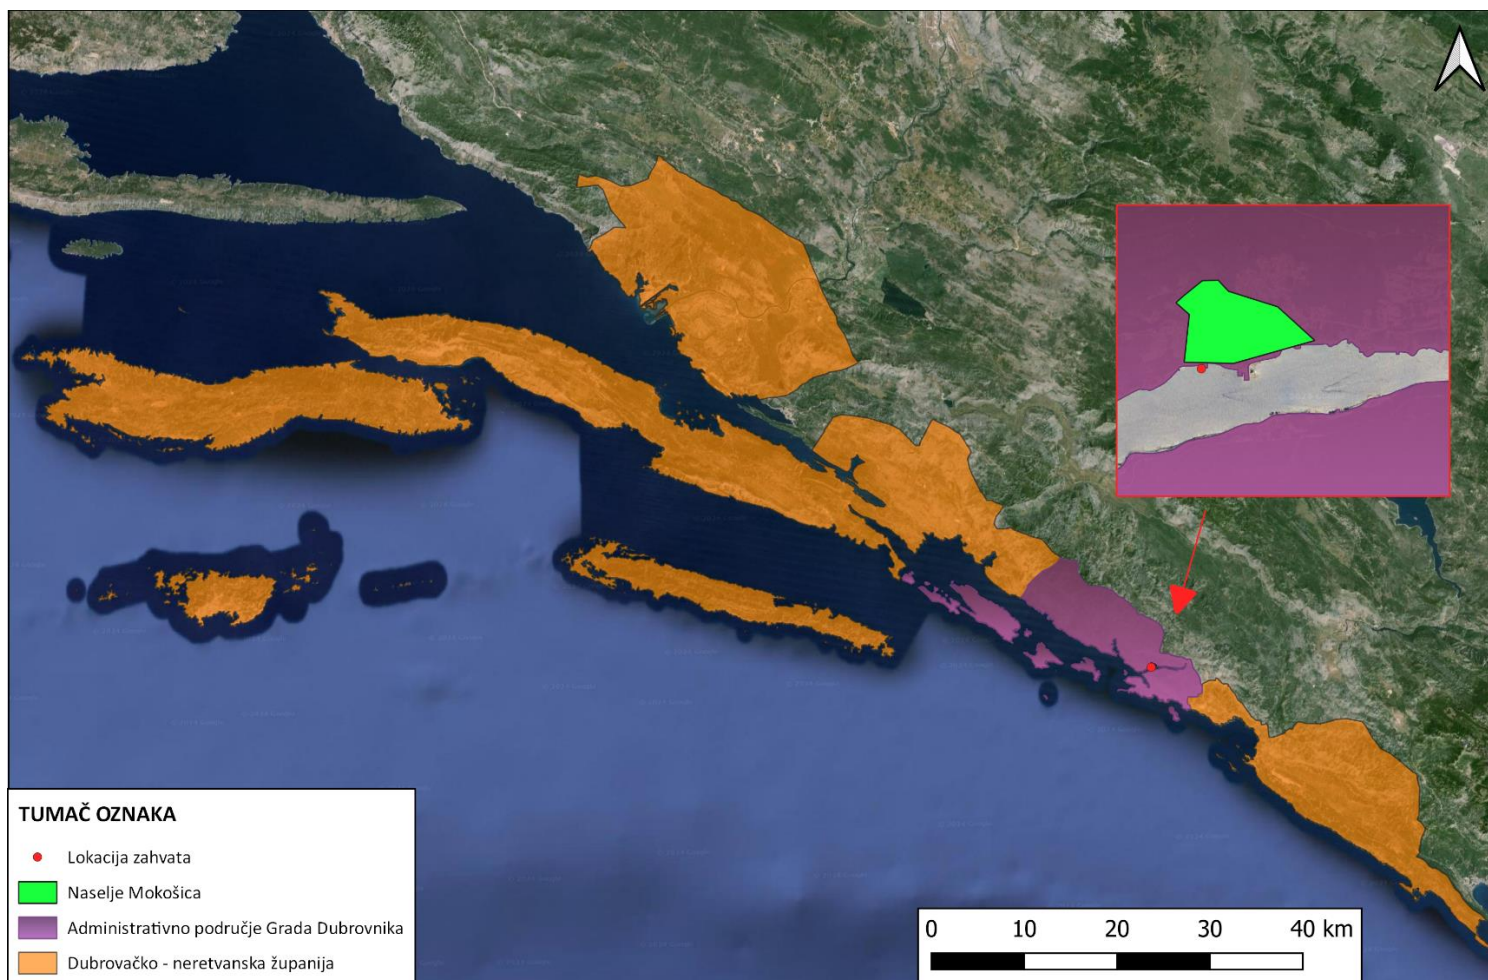 TUMAČ OZNAKA
Lokacija zahvata
Naselje Mokošica
Administrativno područje Grada Dubrovnika
Dubrovačko - neretvanska županija
0 10 20 30 40 km